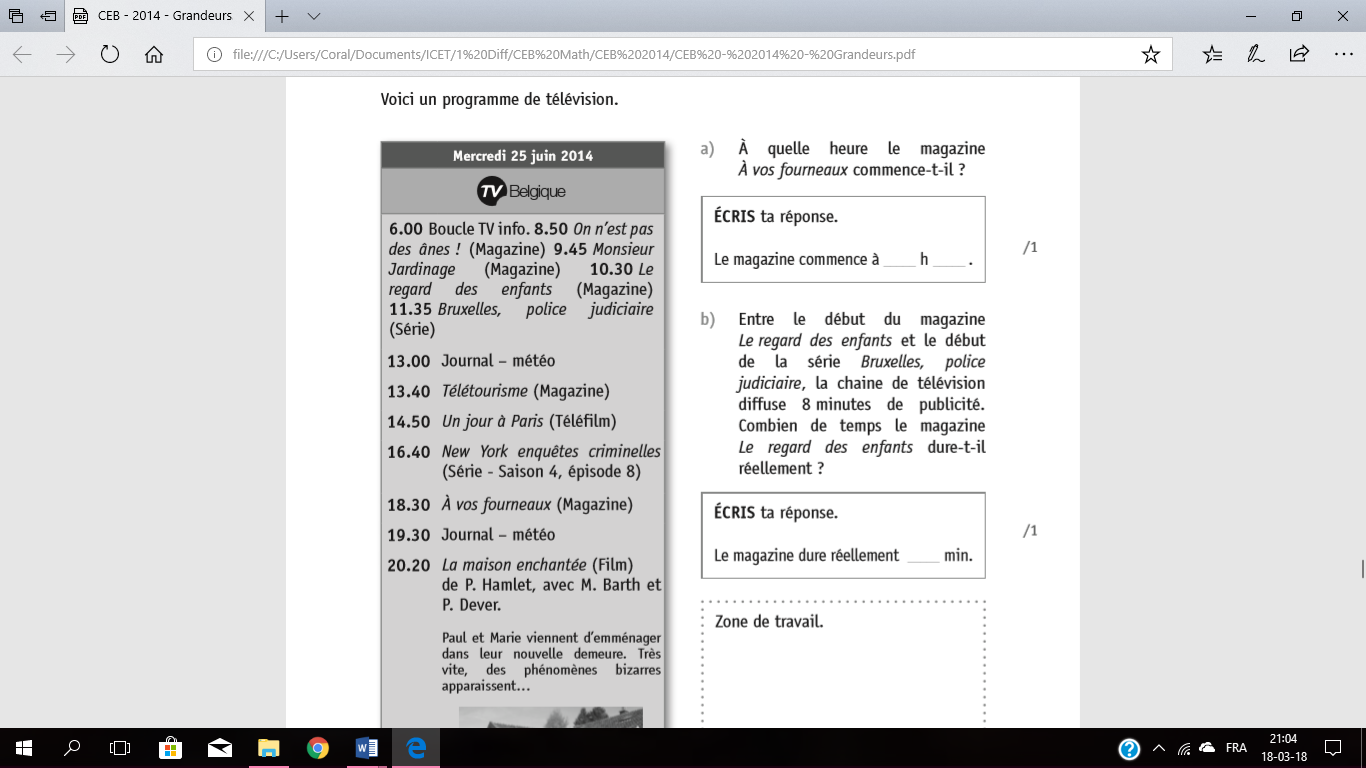 CEB - 2014 - Grandeurs.
file:///C:/Users/Coral/Documents/ICET/1%20Diff/CEB%20Math/CEB%202014/CEB%20-%202014%20-%20Grandeurs.pdf
Voici un programme de télévision.
Mercredi 25 juin 2014
TV Belgique
6.00 Boucle TV info. 8.50 On n'est pas
des ânes ! (Magazine) 9.45 Monsieur
Jardinage (Magazine) 10.30 Le
regard des enfants (Magazine)
11.35 Bruxelles, police judiciaire
(Série)
13.00 Journal – météo
13.40 Télétourisme (Magazine)
14.50 Un jour à Paris (Téléfilm)
16.40 New York enquêtes criminelles
(Série - Saison 4, épisode 8)
18.30 À vos fourneaux (Magazine)
19.30 Journal – météo
20.20 La maison enchantée (Film)
de P. Hamlet, avec M. Barth et
P. Dever.
Paul et Marie viennent d'emménager
dans leur nouvelle demeure. Très
vite, des phénomènes bizarres
apparaissent...
a) À quelle heure le magazine
À vos fourneaux commence-t-il ?
ÉCRIS ta réponse.
Le magazine commence à ____ h ____ .
/1
b) Entre le début du magazine
Le regard des enfants et le début
de la série Bruxelles, police
judiciaire, la chaine de télévision
diffuse 8 minutes de publicité.
Combien de temps le magazine
Le regard des enfants dure-t-il
réellement ?
ÉCRIS ta réponse.
Le magazine dure réellement ____ min.
/1
Zone de travail.
FRA
21:04
18-03-18